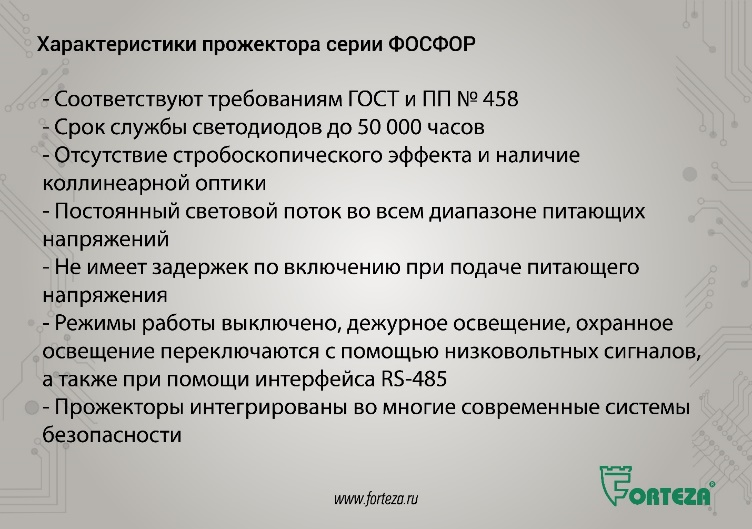 Характеристики прожектора серии ФОСФОР
- Соответствуют требованиям ГОСТ и ПП № 458
- Срок службы светодиодов до 50 000 часов
- Отсутствие стробоскопического эффекта и наличие
коллинеарной оптики
- Постоянный световой поток во всем диапазоне питающих
напряжений
- Не имеет задержек по включению при подаче питающего
напряжения
- Режимы работы выключено, дежурное освещение, охранное
освещение переключаются с помощью низковольтных сигналов,
а также при помощи интерфейса RS-485
- Прожекторы интегрированы во многие современные системы
безопасности
www.forteza.ru
FORTEZA®